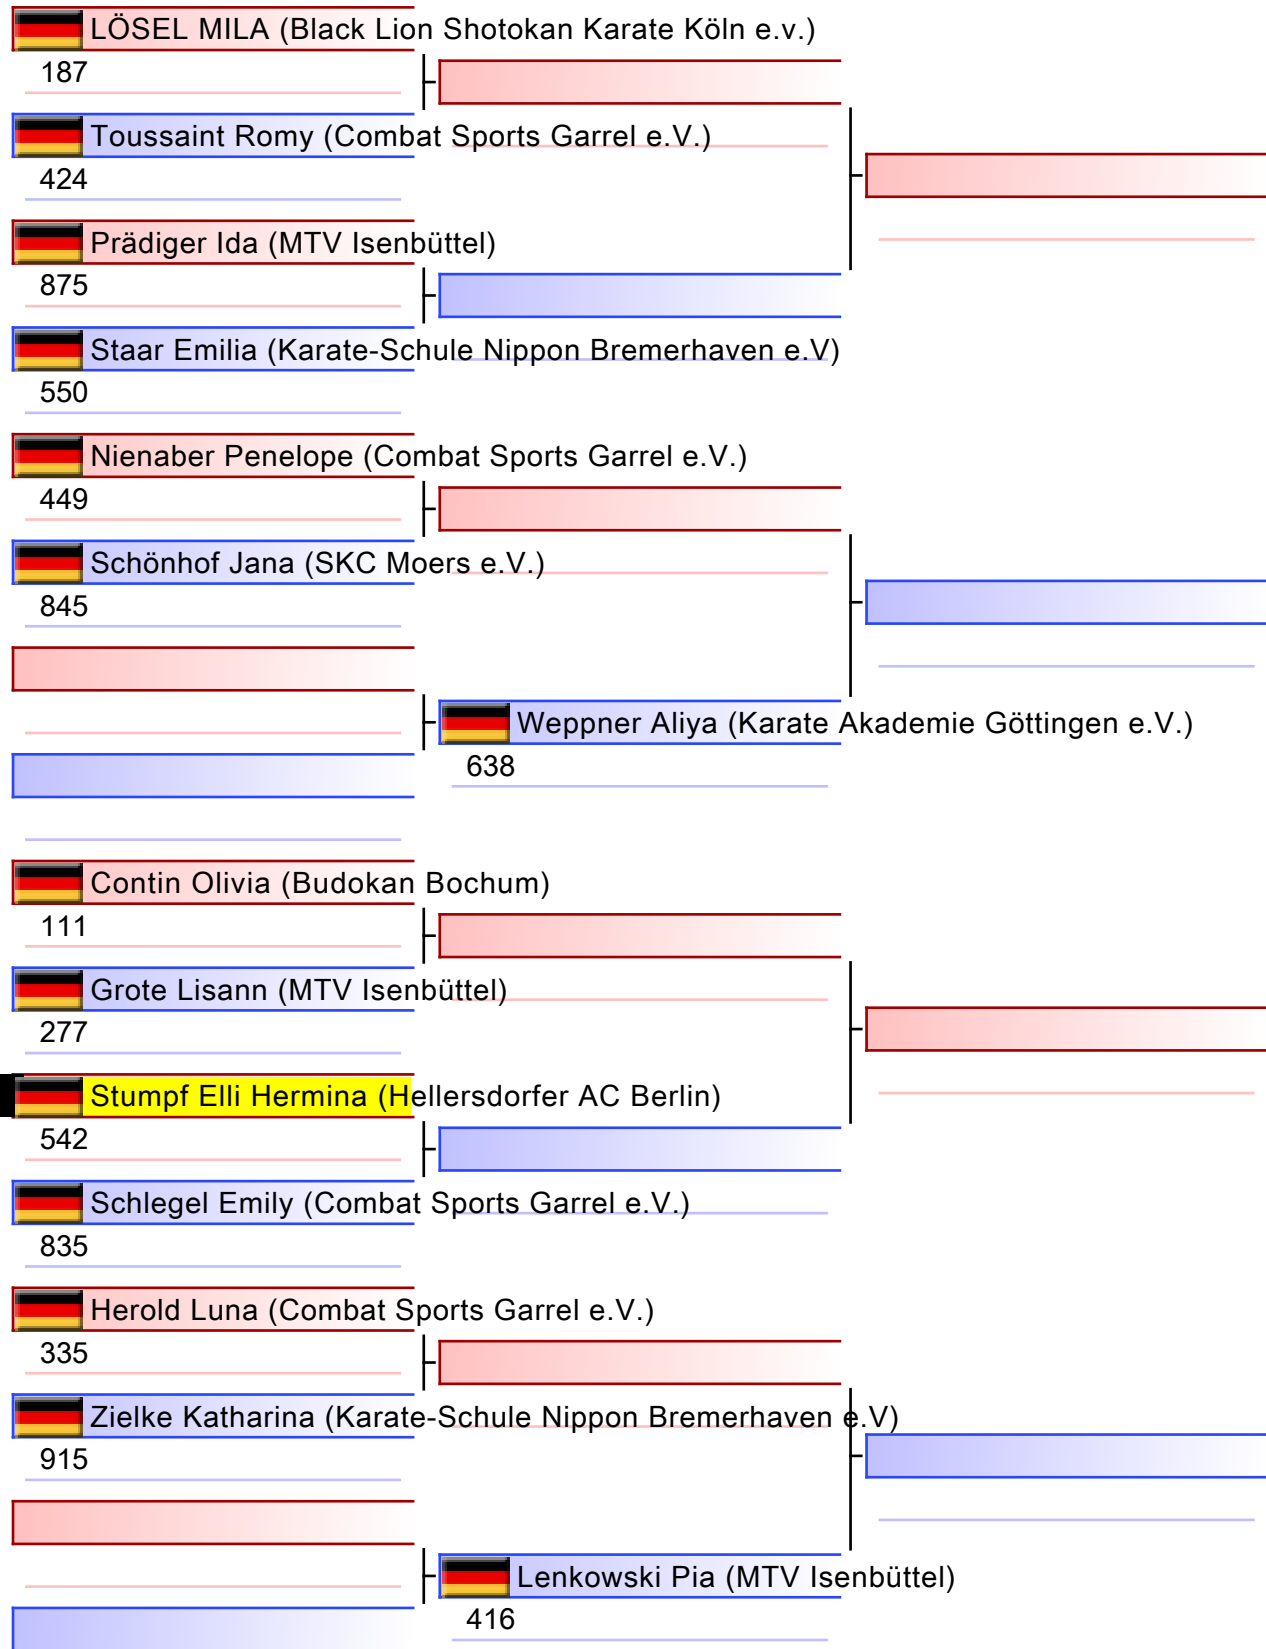 LÖSEL MILA (Black Lion Shotokan Karate Köln e.v.)
187
Toussaint Romy (Combat Sports Garrel e.V.)
424
Prädiger Ida (MTV Isenbüttel)
875
Staar Emilia (Karate-Schule Nippon Bremerhaven e.V)
550
Nienaber Penelope (Combat Sports Garrel e.V.)
449
Schönhof Jana (SKC Moers e.V.)
845
Weppner Aliya (Karate Akademie Göttingen e.V.)
638
Contin Olivia (Budokan Bochum)
111
Grote Lisann (MTV Isenbüttel)
277
Stumpf Elli Hermina (Hellersdorfer AC Berlin)
542
Schlegel Emily (Combat Sports Garrel e.V.)
835
Herold Luna (Combat Sports Garrel e.V.)
335
Zielke Katharina (Karate-Schule Nippon Bremerhaven e.V)
915
Lenkowski Pia (MTV Isenbüttel)
416